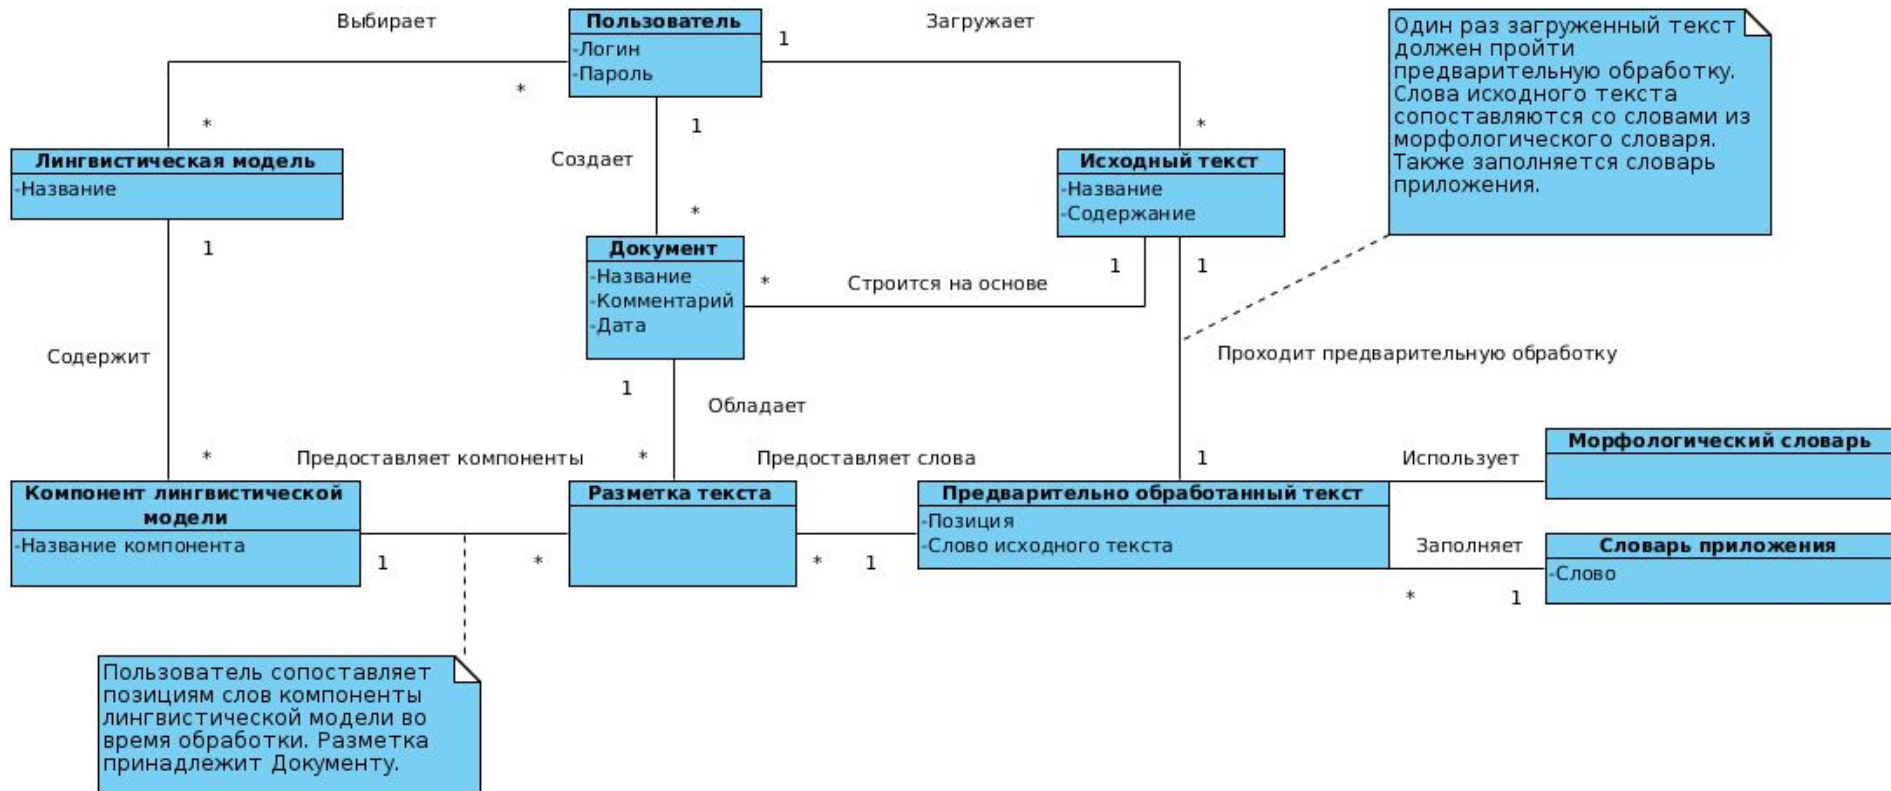 Выбирает
Пользователь
Загружает
-Логин
-Пароль
1
*
*
1
*
Создает
Один раз загруженный текст
должен пройти
предварительную обработку.
Слова исходного текста
сопоставляются со словами из
морфологического словаря.
Также заполняется словарь
приложения.
Лингвистическая модель
-Название
Исходный текст
-Название
-Содержание
1
*
Документ
-Название
-Комментарий
-Дата
*
Строится на основе
1
1
Содержит
1
Обладает
Проходит предварительную обработку
*
Предоставляет компоненты
*
Предоставляет слова
1
Использует
Морфологический словарь
Компонент лингвистической
модели
-Название компонента
Разметка текста
Предварительно обработанный текст
-Позиция
-Слово исходного текста
Заполняет
Словарь приложения
-Слово
1
*
*
1
*
1
Пользователь сопоставляет
позициям слов компоненты
лингвистической модели во
время обработки. Разметка
принадлежит Документу.